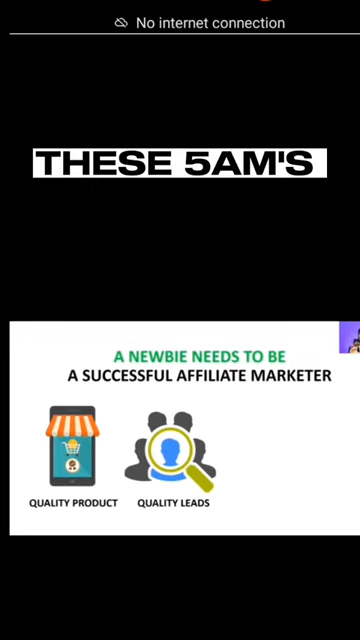 No internet connection
THESE 5AM'S
A NEWBIE NEEDS TO BE
A SUCCESSFUL AFFILIATE MARKETER
QUALITY PRODUCT
QUALITY LEADS